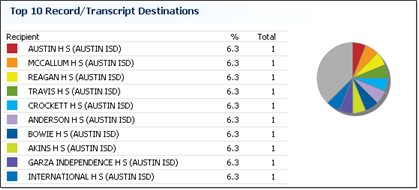 Top 10 Record/Transcript Destinations
Recipient % Total
AUSTIN H S (AUSTIN ISD) 6.3 1
MCCALLUM H S (AUSTIN ISD) 6.3 1
REAGAN H S (AUSTIN ISD) 6.3 1
TRAVIS H S (AUSTIN ISD) 6.3 1
CROCKETT H S (AUSTIN ISD) 6.3 1
ANDERSON H S (AUSTIN ISD) 6.3 1
BOWIE H S (AUSTIN ISD) 6.3 1
AKINS H S (AUSTIN ISD) 6.3 1
GARZA INDEPENDENCE H S (AUSTIN ISD) 6.3 1
INTERNATIONAL H S (AUSTIN ISD) 6.3 1